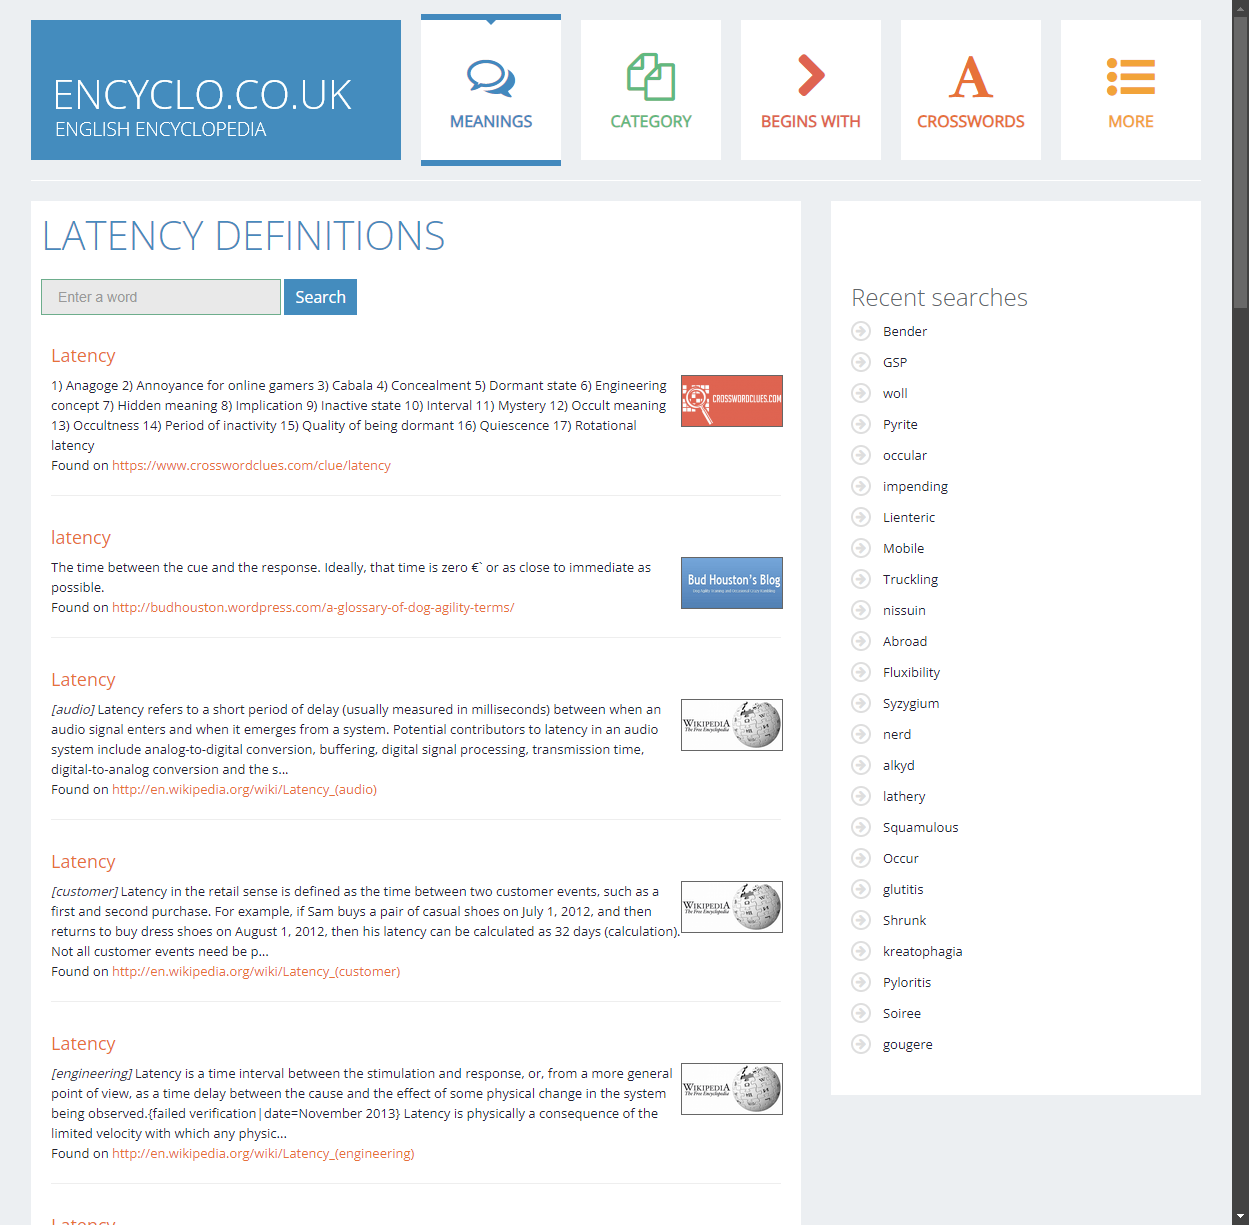 ENCYCLO.CO.UK
ENGLISH ENCYCLOPEDIA
MEANINGS
CATEGORY
BEGINS WITH
CROSSWORDS
MORE
LATENCY DEFINITIONS
Enter a word
Search
Latency
1) Anagoge 2) Annoyance for online gamers 3) Cabala 4) Concealment 5) Dormant state 6) Engineering
concept 7) Hidden meaning 8) Implication 9) Inactive state 10) Interval 11) Mystery 12) Occult meaning
13) Occultness 14) Period of inactivity 15) Quality of being dormant 16) Quiescence 17) Rotational
latency
Found on https://www.crosswordclues.com/clue/latency
CROSSWORDCLUES.COM
latency
The time between the cue and the response. Ideally, that time is zero €` or as close to immediate as
possible.
Found on http://budhouston.wordpress.com/a-glossary-of-dog-agility-terms/
Bud Houston's Blog
Latency
[audio] Latency refers to a short period of delay (usually measured in milliseconds) between when an
audio signal enters and when it emerges from a system. Potential contributors to latency in an audio
system include analog-to-digital conversion, buffering, digital signal processing, transmission time,
digital-to-analog conversion and the s...
Found on http://en.wikipedia.org/wiki/Latency_(audio)
WIKIPEDIA
The Free Encyclopedia
Latency
[customer] Latency in the retail sense is defined as the time between two customer events, such as a
first and second purchase. For example, if Sam buys a pair of casual shoes on July 1, 2012, and then
returns to buy dress shoes on August 1, 2012, then his latency can be calculated as 32 days (calculation).
Not all customer events need be p...
Found on http://en.wikipedia.org/wiki/Latency_(customer)
WIKIPEDIA
The Free Encyclopedia
Latency
[engineering] Latency is a time interval between the stimulation and response, or, from a more general
point of view, as a time delay between the cause and the effect of some physical change in the system
being observed.{failed verification|date=November 2013} Latency is physically a consequence of the
limited velocity with which any physic...
Found on http://en.wikipedia.org/wiki/Latency_(engineering)
WIKIPEDIA
The Free Encyclopedia
Latency
Recent searches
Bender
GSP
woll
Pyrite
occular
impending
Lienteric
Mobile
Truckling
nissuin
Abroad
Fluxibility
Syzygium
nerd
alkyd
lathery
Squamulous
Occur
glutitis
Shrunk
kreatophagia
Pyloritis
Soiree
gougere